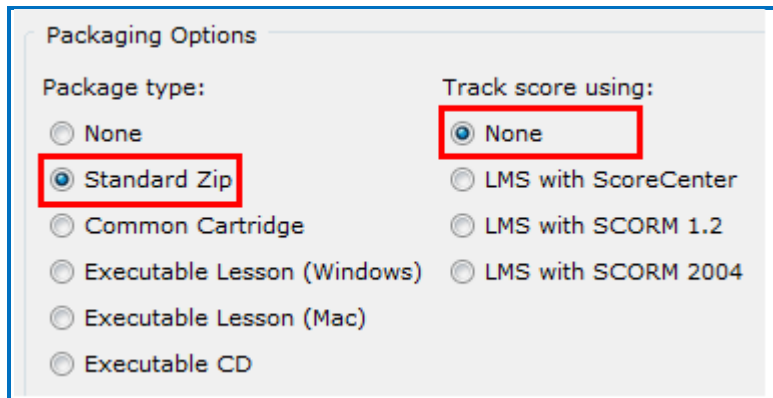 Packaging Options
Package type:
None
Standard Zip
Common Cartridge
Executable Lesson (Windows)
Executable Lesson (Mac)
Executable CD
Track score using:
None
LMS with ScoreCenter
LMS with SCORM 1.2
LMS with SCORM 2004